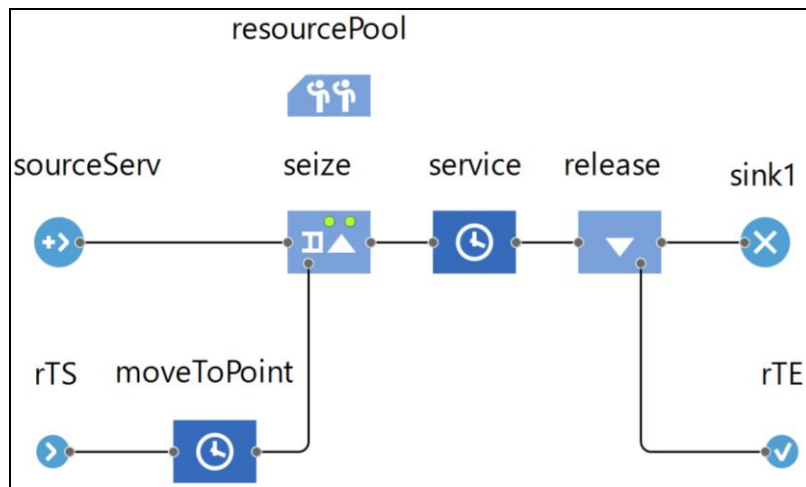 resourcePool
sourceServ
seize
service
release
sink1
rTS
moveToPoint
rTE